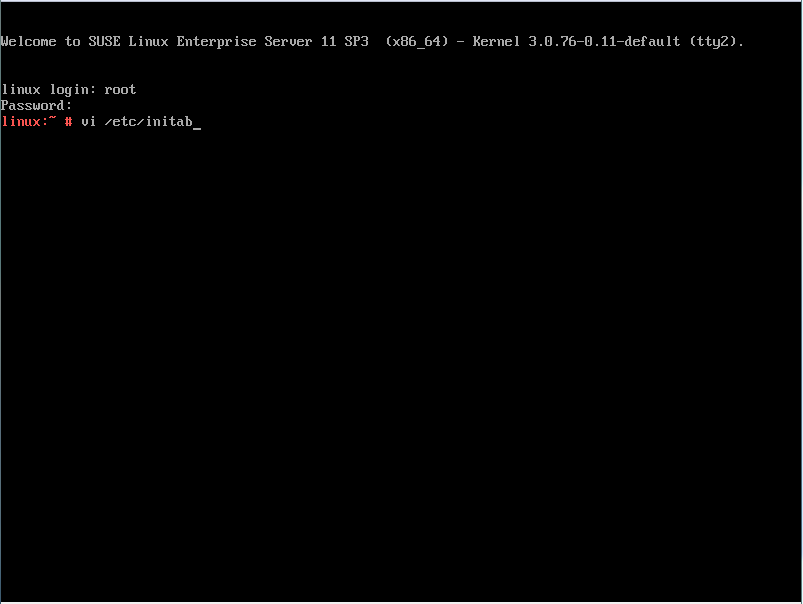 Welcome to SUSE Linux Enterprise Server 11 SP3  (x86_64) - Kernel 3.0.76-0.11-default (tty2).
linux login: root
Password:
linux:~ # vi /etc/initab_